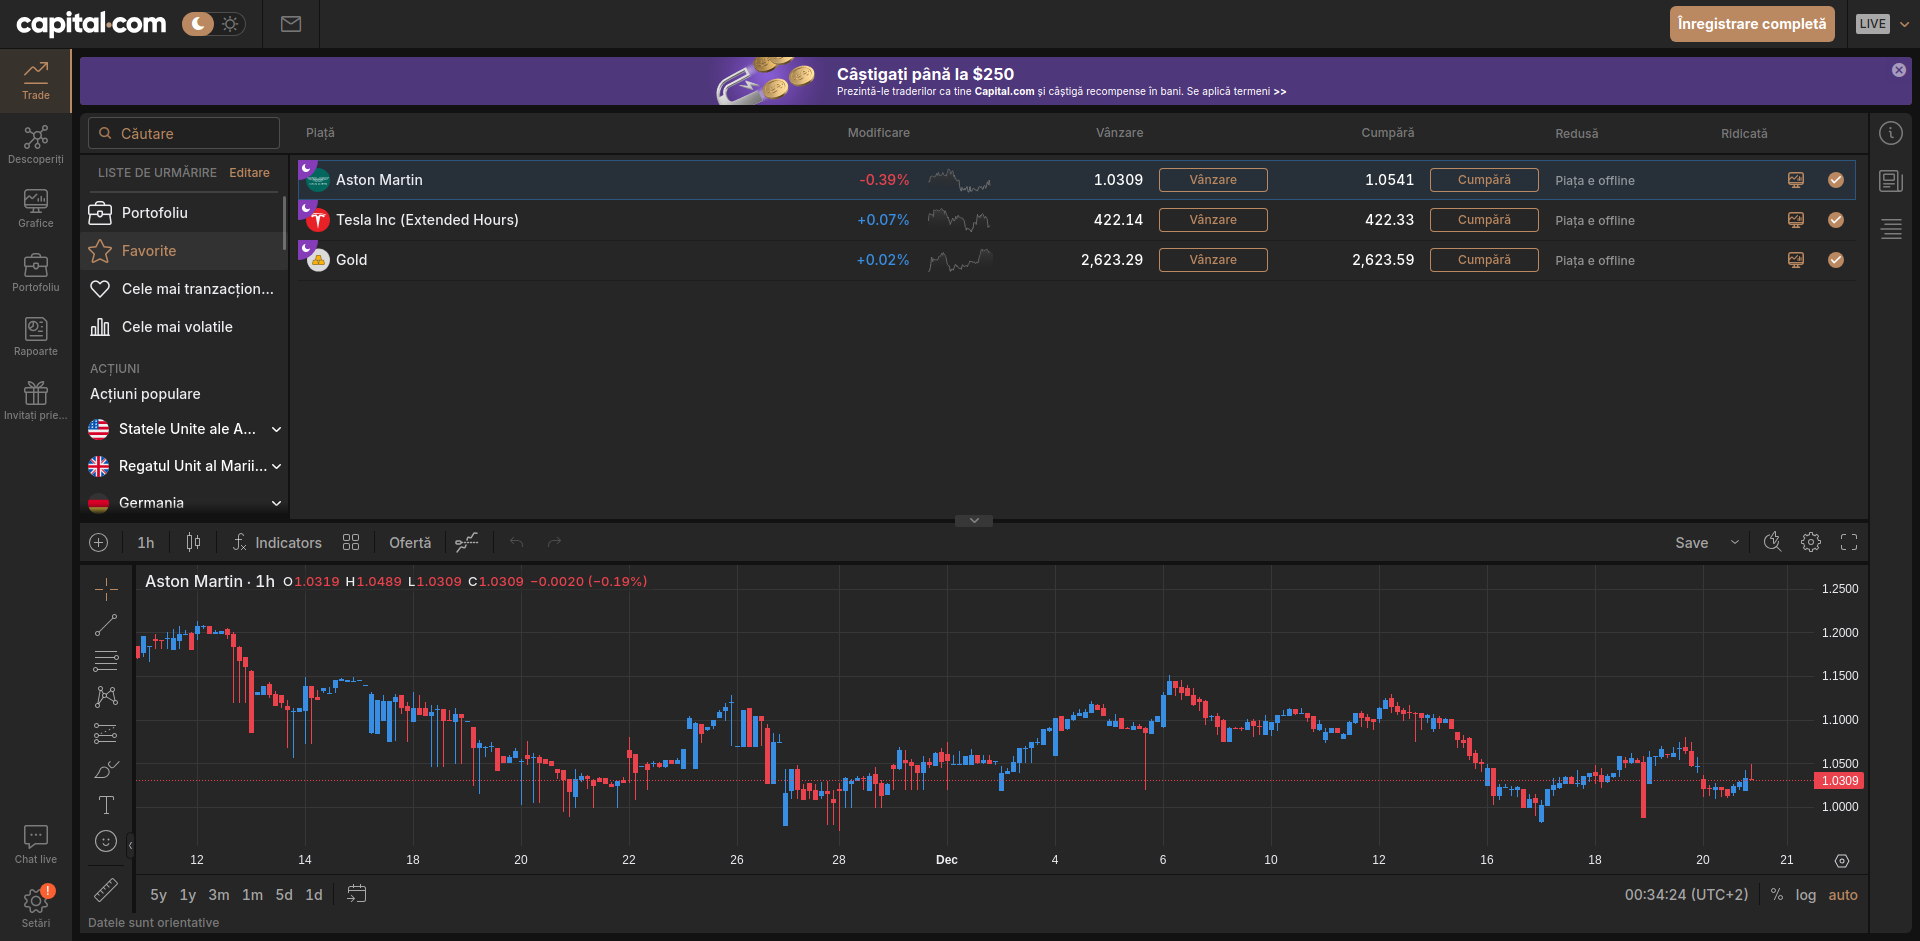 capital.com
Înregistrare completă
LIVE
Câștigați până la $250
Prezintă-le traderilor ca tine Capital.com și câștigă recompense în bani. Se aplică termeni >>
Trade
Descoperiți
Grafice
Portofoliu
Rapoarte
Invitați prie...
Chat live
!
Setări
Căutare
Piață
Modificare
Vânzare
Cumpără
Redusă
Ridicată
LISTE DE URMĂRIRE
Editare
Portofoliu
Favorite
Cele mai tranzacțion...
Cele mai volatile
ACȚIUNI
Acțiuni populare
Statele Unite ale A...
Regatul Unit al Marii...
Germania
Aston Martin -0.39% 1.0309 Vânzare 1.0541 Cumpără Piața e offline
Tesla Inc (Extended Hours) +0.07% 422.14 Vânzare 422.33 Cumpără Piața e offline
Gold +0.02% 2,623.29 Vânzare 2,623.59 Cumpără Piața e offline
1h
Indicators
Ofertă
Save
Aston Martin · 1h O1.0319 H1.0489 L1.0309 C1.0309 −0.0020 (−0.19%)
1.2500
1.2000
1.1500
1.1000
1.0500
1.0309
1.0000
12 14 18 20 22 26 28 Dec 4 6 10 12 16 18 20 21
5y 1y 3m 1m 5d 1d
00:34:24 (UTC+2) % log auto
Datele sunt orientative